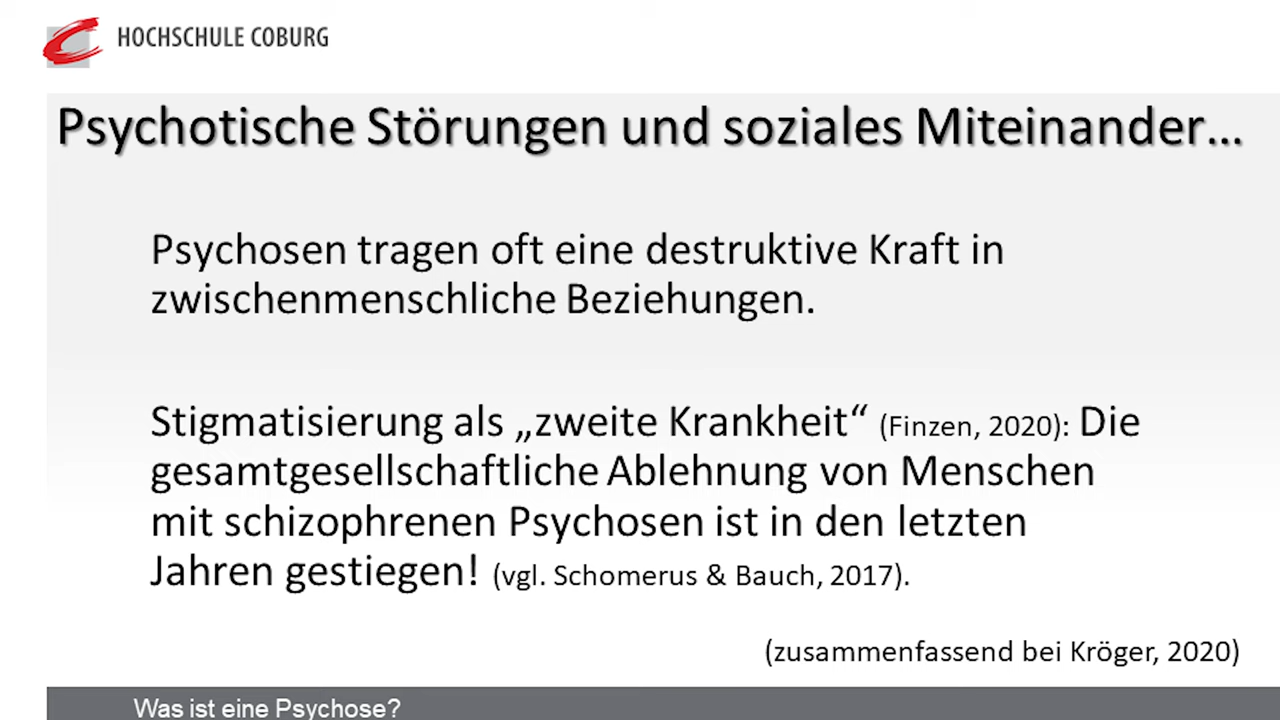 HOCHSCHULE COBURG
Psychotische Störungen und soziales Miteinander...
Psychosen tragen oft eine destruktive Kraft in
zwischenmenschliche Beziehungen.
Stigmatisierung als „zweite Krankheit“ (Finzen, 2020): Die
gesamtgesellschaftliche Ablehnung von Menschen
mit schizophrenen Psychosen ist in den letzten
Jahren gestiegen! (vgl. Schomerus & Bauch, 2017).
(zusammenfassend bei Kröger, 2020)
Was ist eine Psychose?